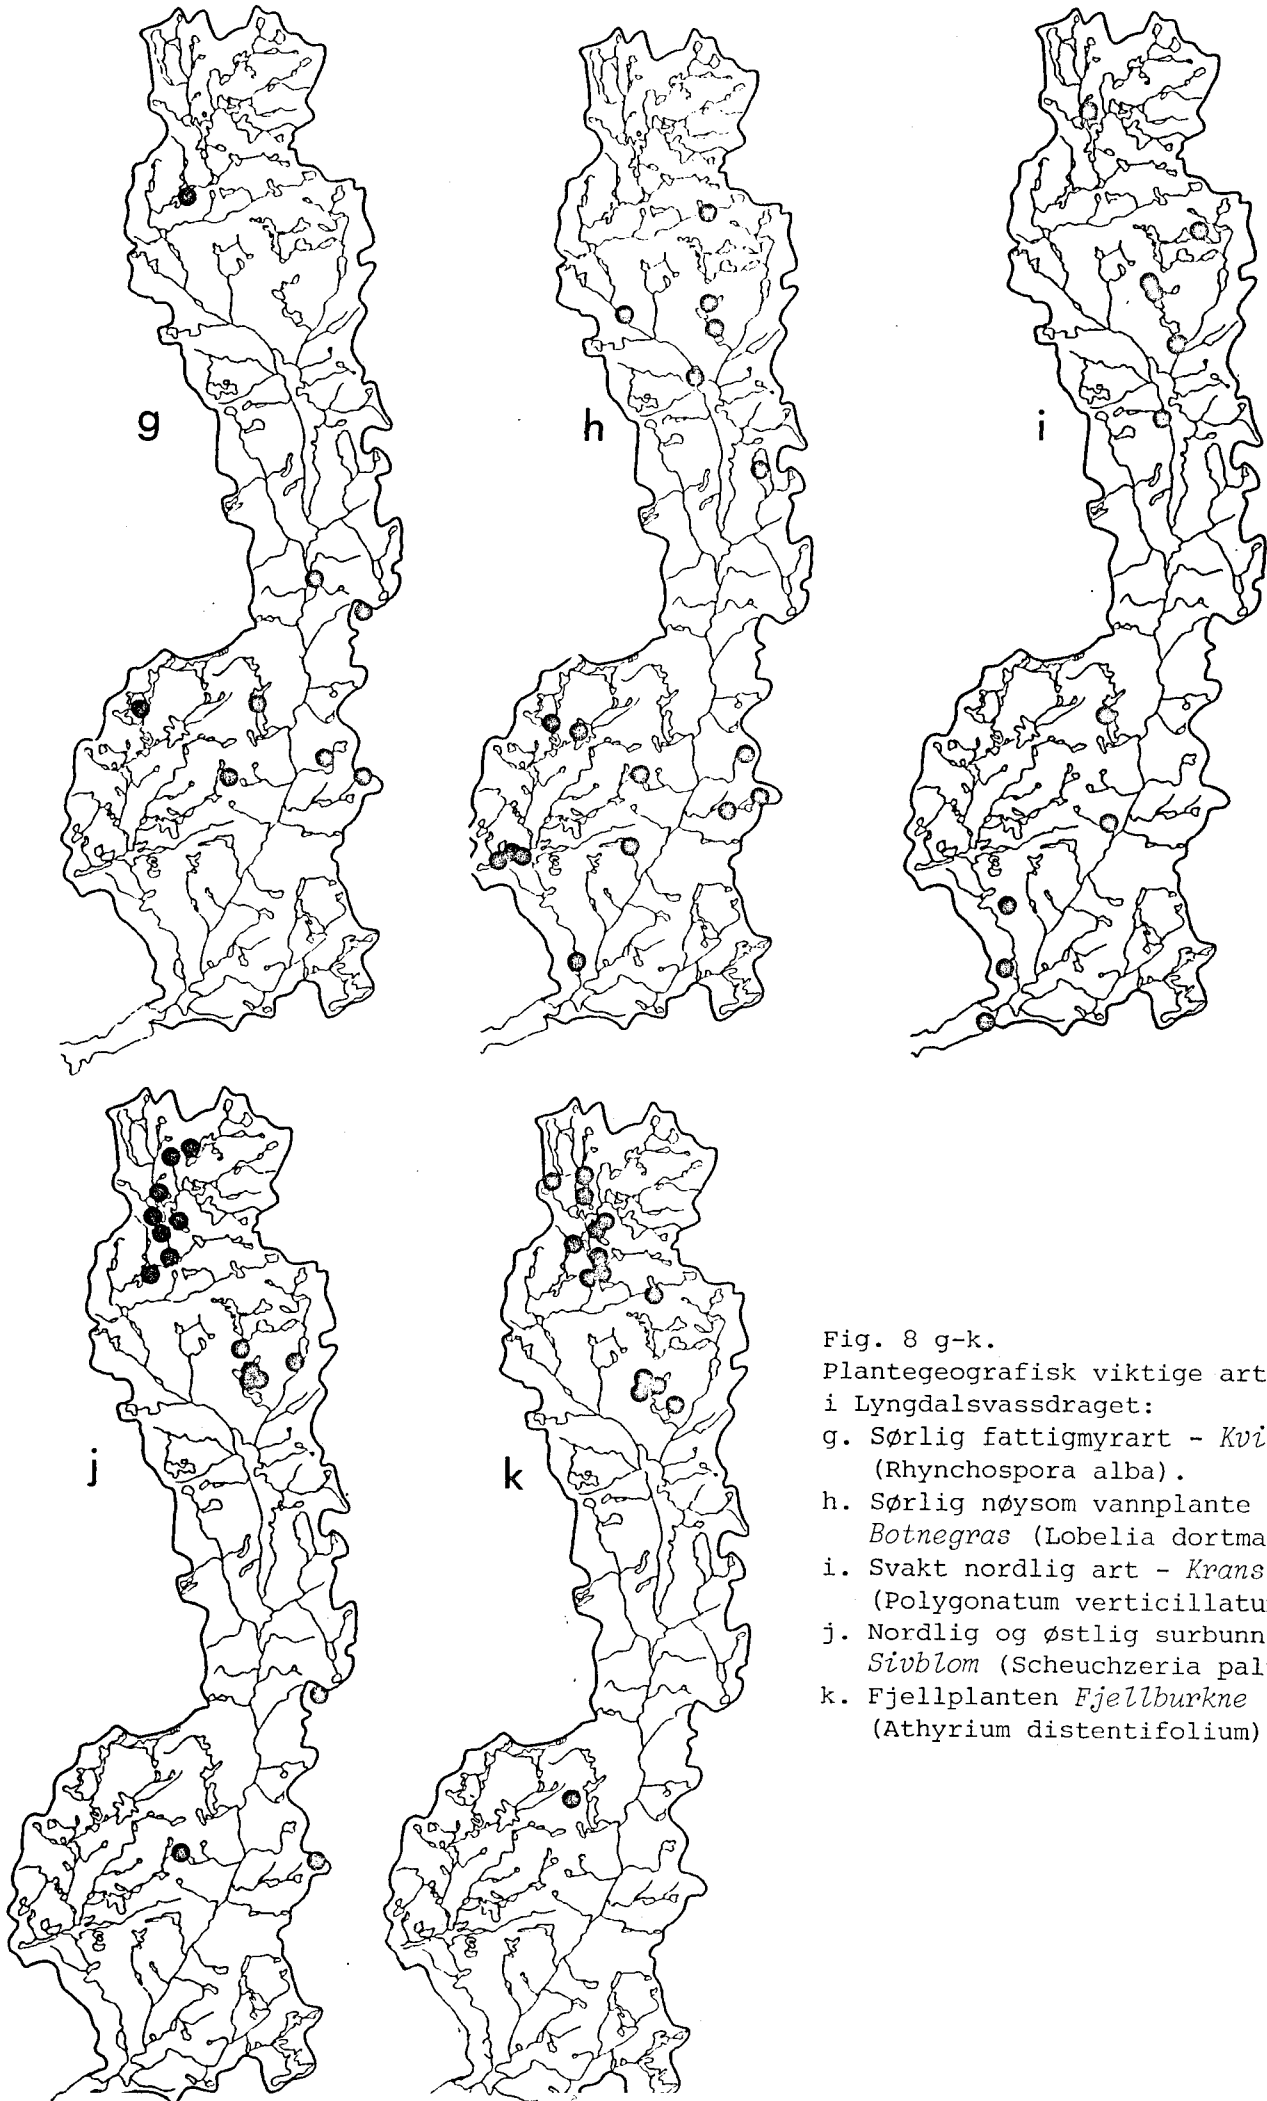 g
h
i
j
k
Fig. 8 g-k.
Plantegeografisk viktige art
i Lyngdalsvassdraget:
g. Sørlig fattigmyrart - Kvi
(Rhynchospora alba).
h. Sørlig nøysom vannplante
Botnegras (Lobelia dortma
i. Svakt nordlig art - Krans
(Polygonatum verticillatu
j. Nordlig og østlig surbunn
Sivblom (Scheuchzeria pal
k. Fjellplanten Fjellburkne
(Athyrium distentifolium)